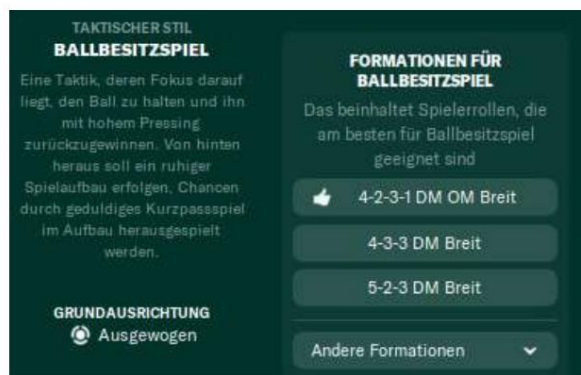 TAKTISCHER STIL
BALLBESITZSPIEL
Eine Taktik, deren Fokus darauf
liegt, den Ball zu halten und ihn
mit hohem Pressing
zurückzugewinnen. Von hinten
heraus soll ein ruhiger
Spielaufbau erfolgen, Chancen
durch geduldiges Kurzpassspiel
im Aufbau herausgespielt
werden.
GRUNDAUSRICHTUNG
Ausgewogen
FORMATIONEN FÜR
BALLBESITZSPIEL
Das beinhaltet Spielerrollen, die
am besten für Ballbesitzspiel
geeignet sind
4-2-3-1 DM OM Breit
4-3-3 DM Breit
5-2-3 DM Breit
Andere Formationen